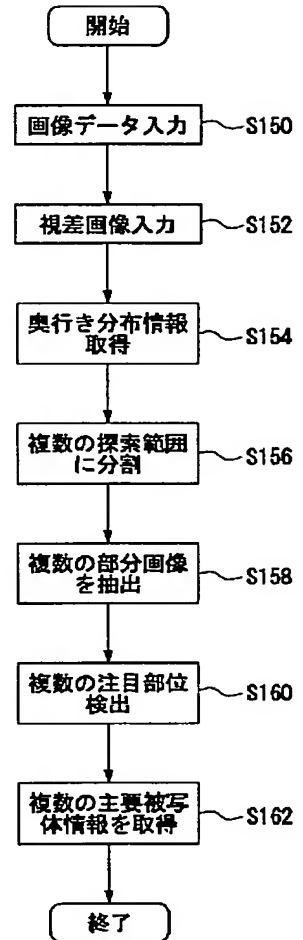 開始
画像データ入力 S150
視差画像入力 S152
奥行き分布情報
取得 S154
複数の探索範囲
に分割 S156
複数の部分画像
を抽出 S158
複数の注目部位
検出 S160
複数の主要被写
体情報を取得 S162
終了